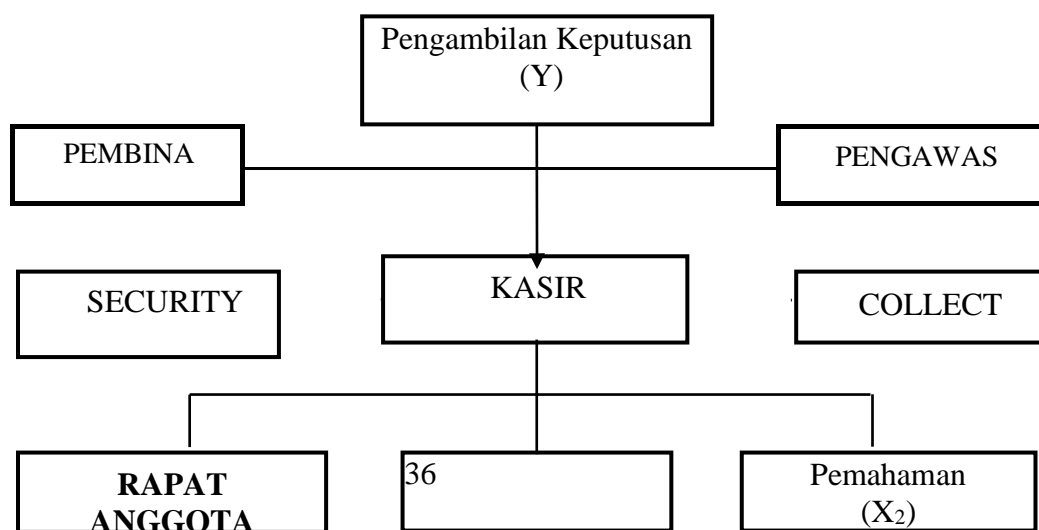 Pengambilan Keputusan
(Y)
PEMBINA
PENGAWAS
SECURITY
KASIR
COLLECT
RAPAT
ANGGOTA
36
Pemahaman
(X₂)